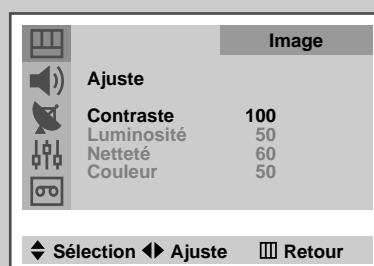 Image
Ajuste
Contraste 100
Luminosité 50
Netteté 60
Couleur 50
Sélection Ajuste Retour